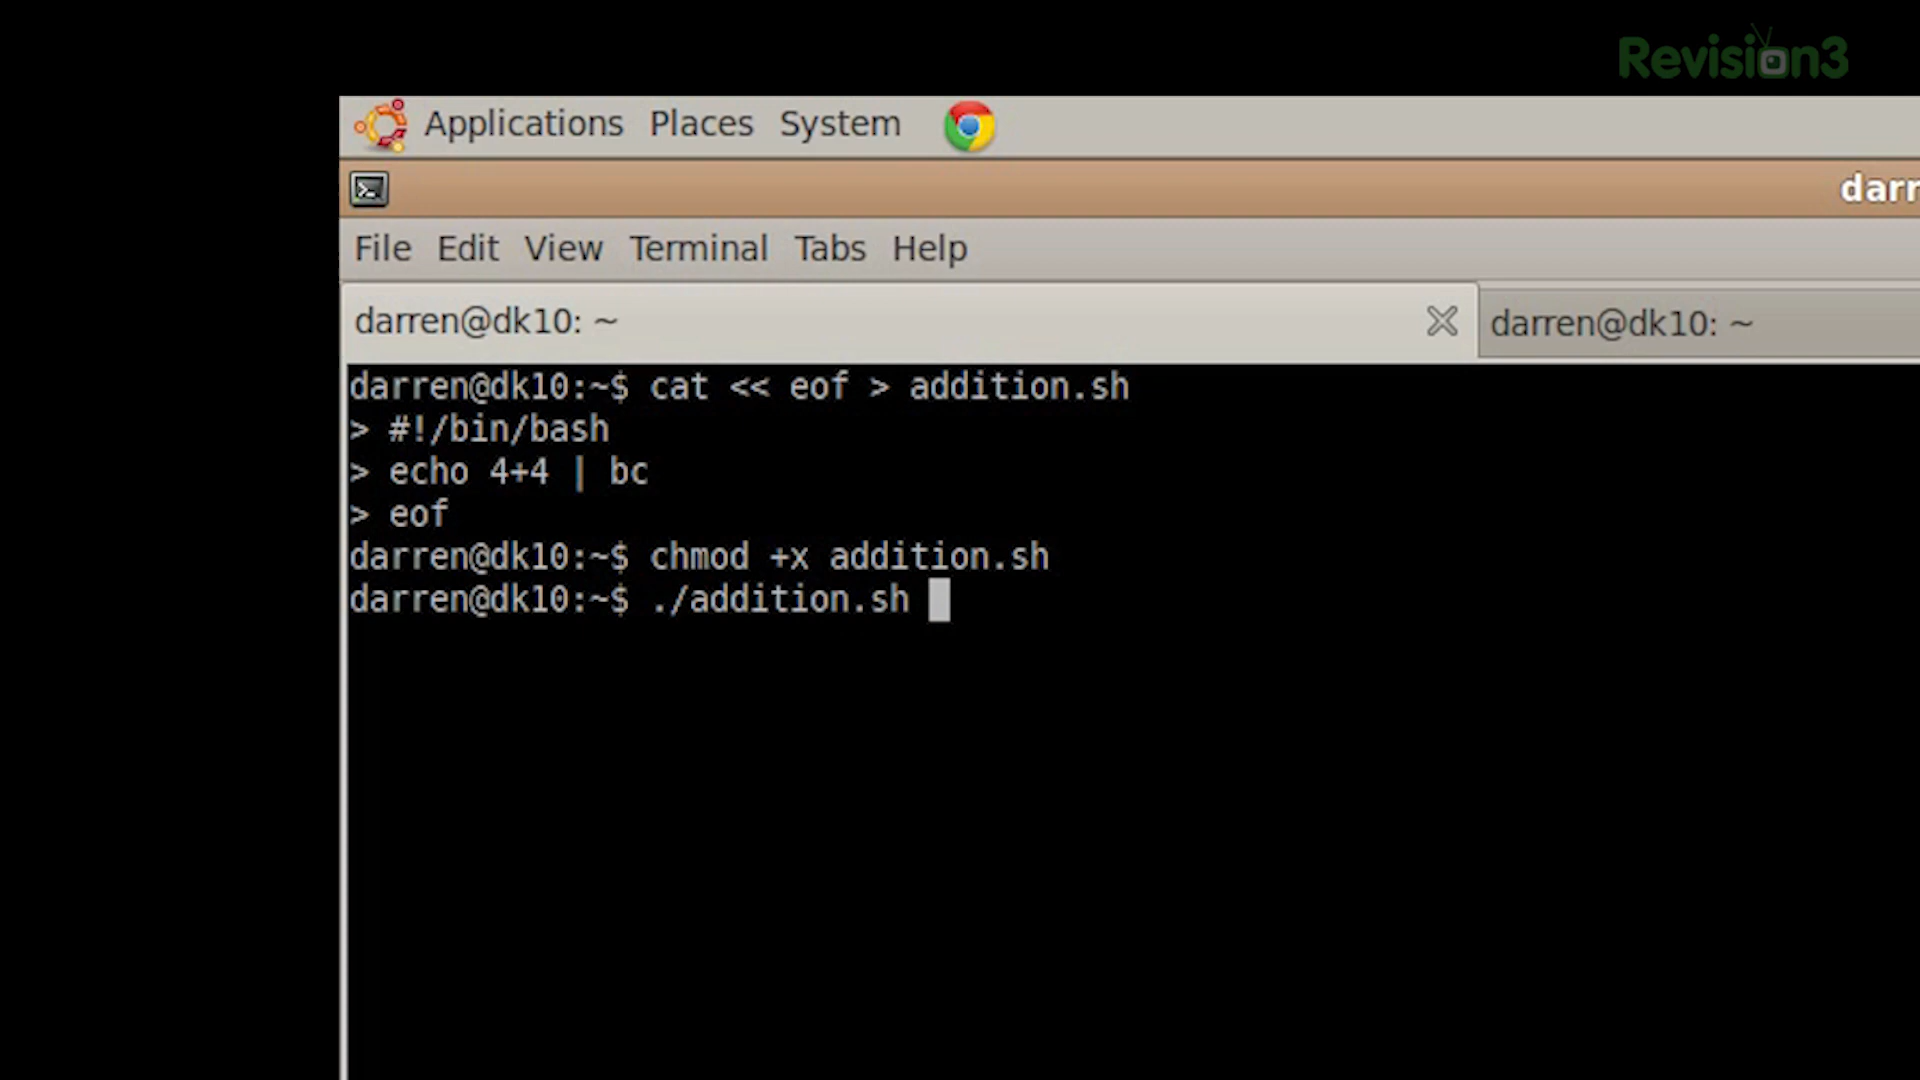 Revision3
Applications Places System
darr
File Edit View Terminal Tabs Help
darren@dk10: ~
darren@dk10: ~
darren@dk10:~$ cat << eof > addition.sh
> #!/bin/bash
> echo 4+4 | bc
> eof
darren@dk10:~$ chmod +x addition.sh
darren@dk10:~$ ./addition.sh